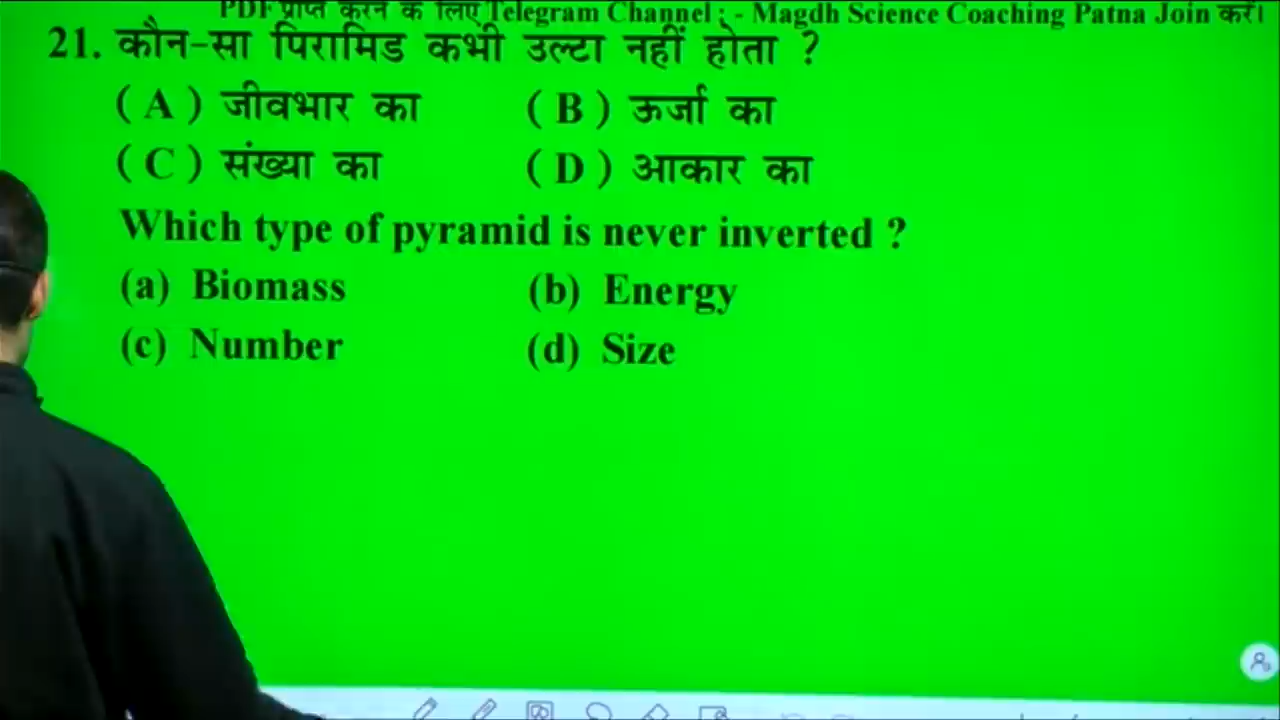 PDF प्राप्त करने के लिए Telegram Channel : - Magdh Science Coaching Patna Join करें।
21. कौन-सा पिरामिड कभी उल्टा नहीं होता ?
( A ) जीवभार का ( B ) ऊर्जा का
( C ) संख्या का ( D ) आकार का
Which type of pyramid is never inverted ?
(a) Biomass (b) Energy
(c) Number (d) Size